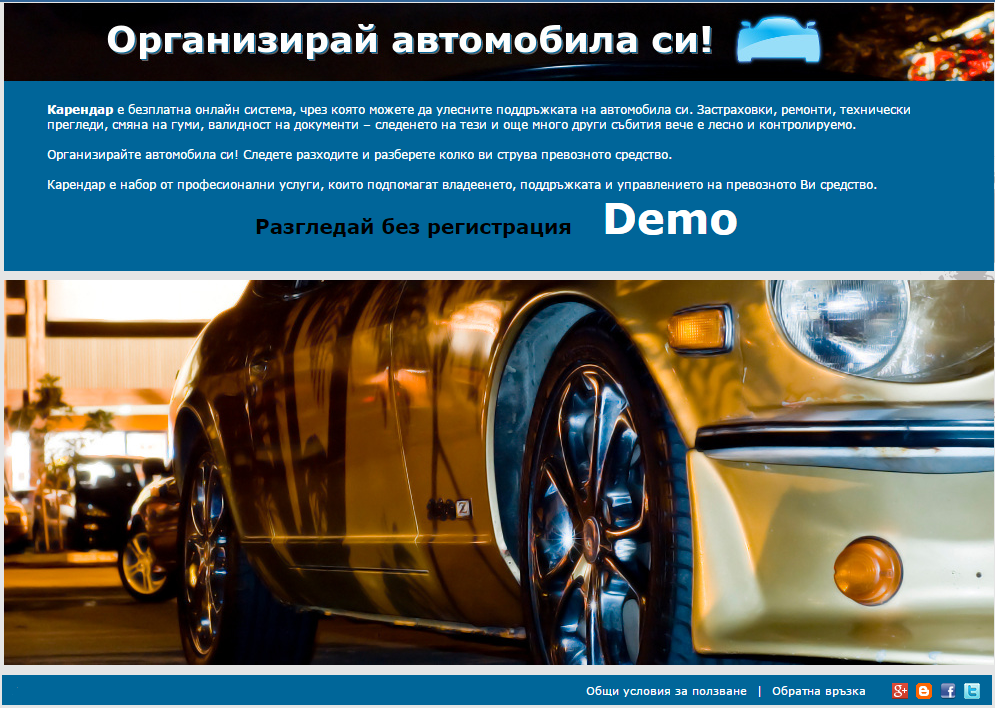 Организирай автомобила си!
Карендар е безплатна онлайн система, чрез която можете да улесните поддръжката на автомобила си. Застраховки, ремонти, технически
прегледи, смяна на гуми, валидност на документи – следенето на тези и още много други събития вече е лесно и контролируемо.
Организирайте автомобила си! Следете разходите и разберете колко ви струва превозното средство.
Карендар е набор от професионални услуги, които подпомагат владеенето, поддръжката и управлението на превозното Ви средство.
Разгледай без регистрация Demo
Z
Общи условия за ползване | Обратна връзка